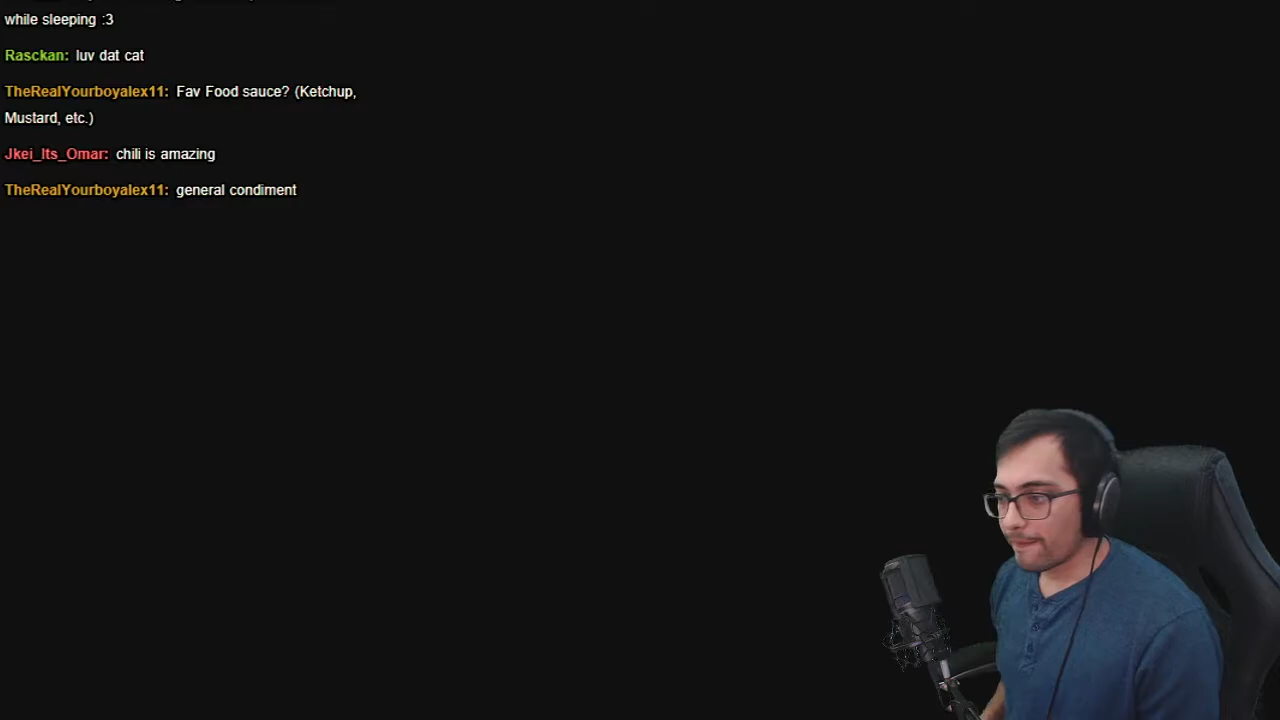 while sleeping :3
Rasckan: luv dat cat
TheRealYourboyalex11: Fav Food sauce? (Ketchup,
Mustard, etc.)
Jkei_Its_Omar: chili is amazing
TheRealYourboyalex11: general condiment